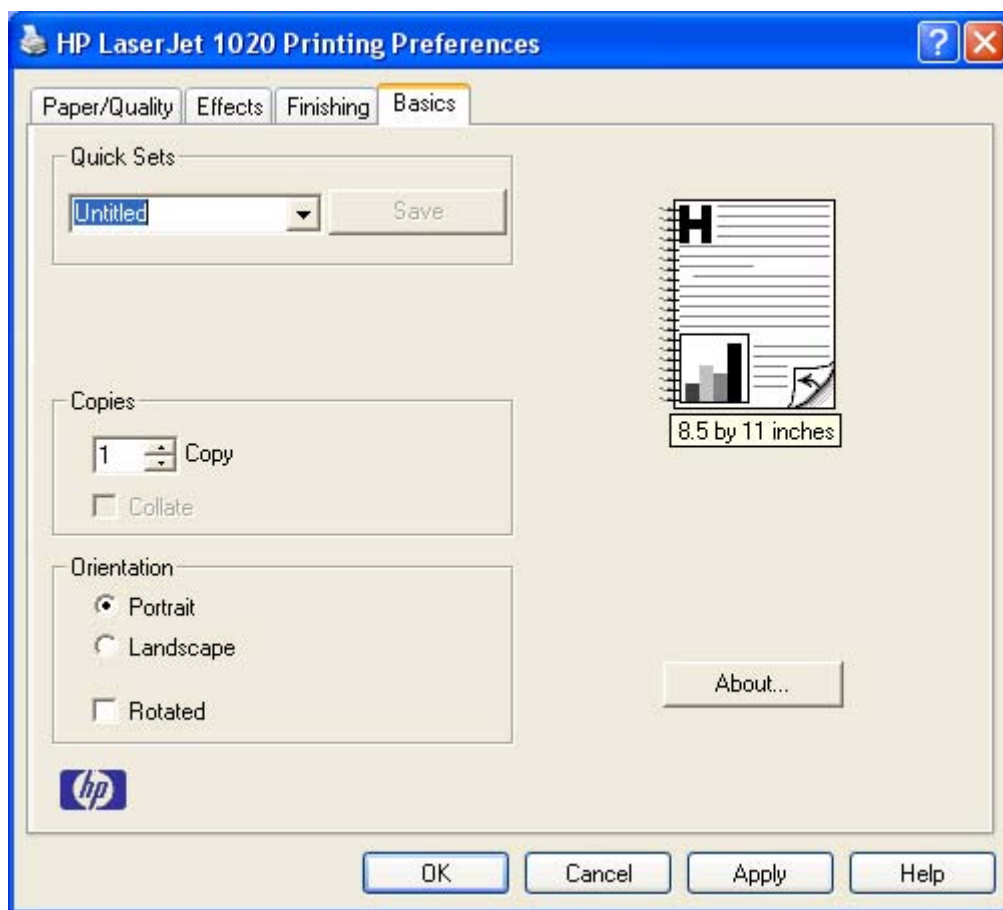 HP LaserJet 1020 Printing Preferences
Paper/Quality Effects Finishing Basics
Quick Sets
Untitled Save
H
8.5 by 11 inches
Copies
1 Copy
Collate
Orientation
Portrait
Landscape
Rotated
About...
hp
OK Cancel Apply Help